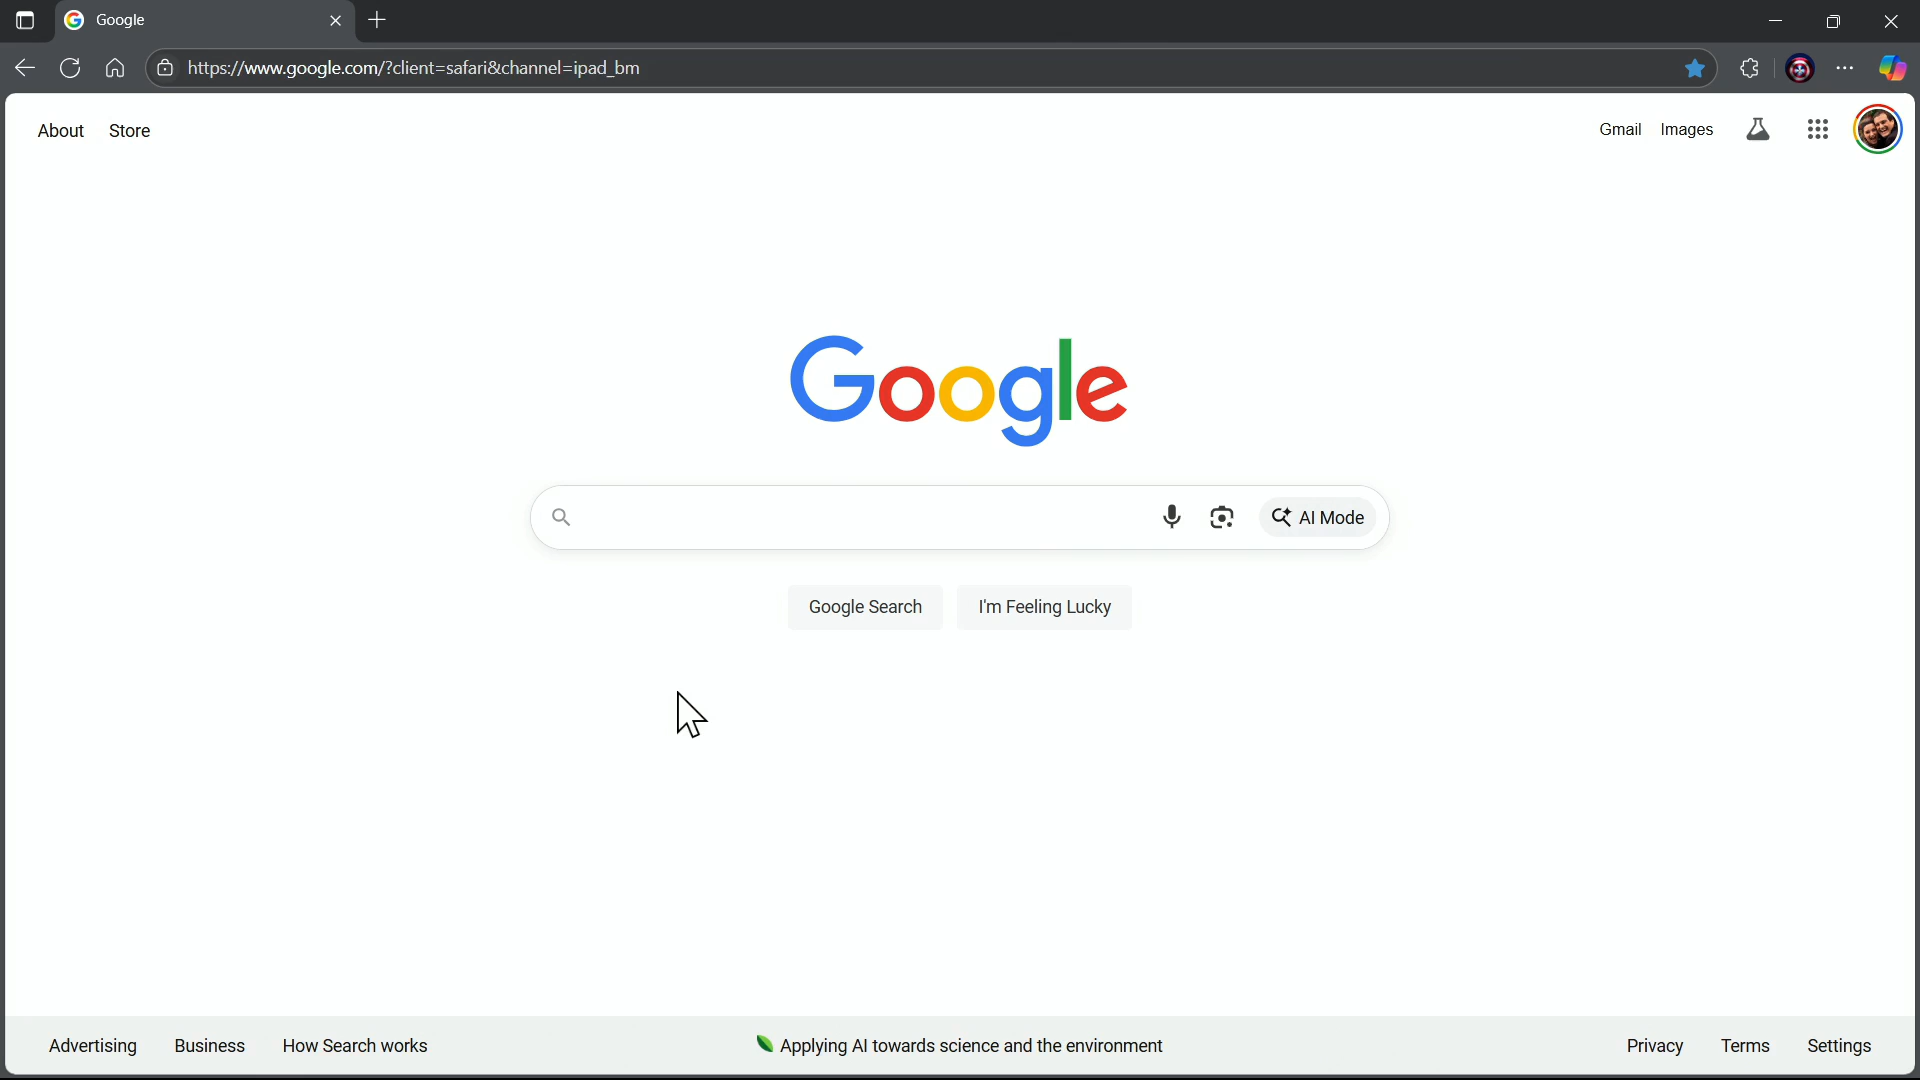 Google
https://www.google.com/?client=safari&channel=ipad_bm
About Store
Gmail Images
Google
AI Mode
Google Search I'm Feeling Lucky
Advertising Business How Search works
Applying AI towards science and the environment
Privacy Terms Settings